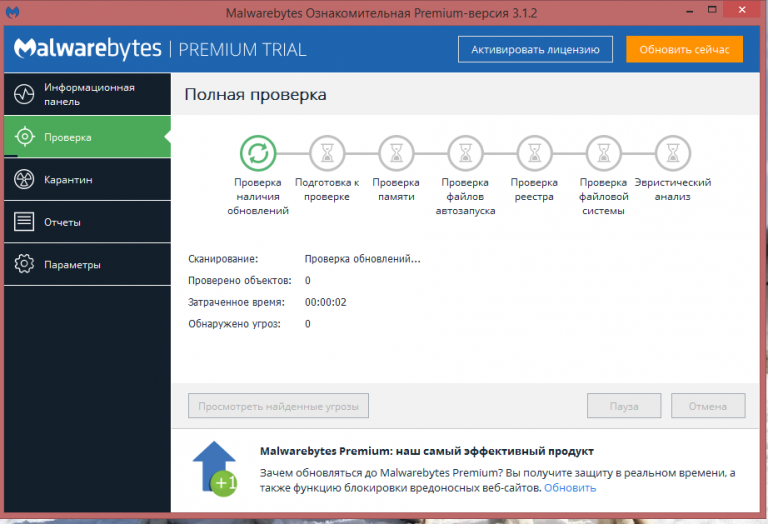 Malwarebytes Ознакомительная Premium-версия 3.1.2
Malwarebytes | PREMIUM TRIAL
Активировать лицензию
Обновить сейчас
Информационная
панель
Проверка
Карантин
Отчеты
Параметры
Полная проверка
Проверка
наличия
обновлений
Подготовка к
проверке
Проверка
памяти
Проверка
файлов
автозапуска
Проверка
реестра
Проверка
файловой
системы
Эвристический
анализ
Сканирование: Проверка обновлений...
Проверено объектов: 0
Затраченное время: 00:00:02
Обнаружено угроз: 0
Просмотреть найденные угрозы
Пауза
Отмена
+1
Malwarebytes Premium: наш самый эффективный продукт
Зачем обновляться до Malwarebytes Premium? Вы получите защиту в реальном времени, а
также функцию блокировки вредоносных веб-сайтов. Обновить